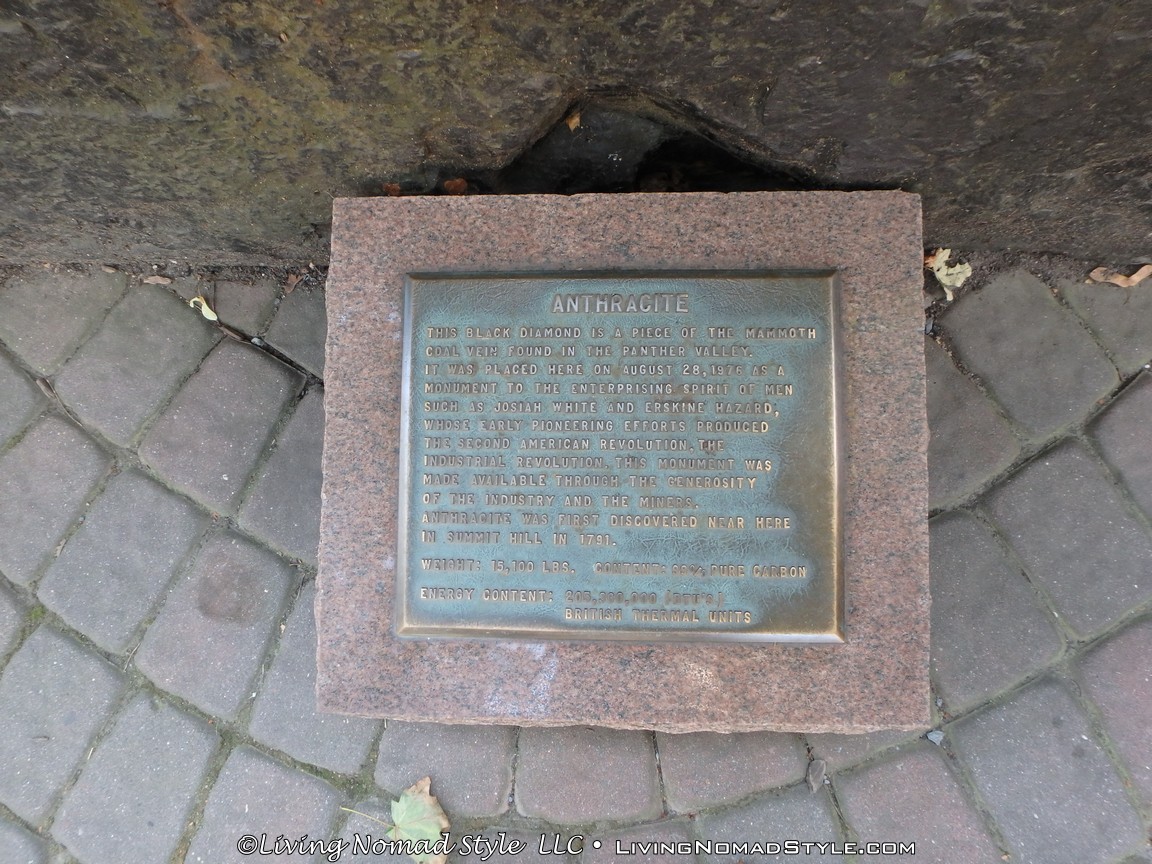 ANTHRACITE
THIS BLACK DIAMOND IS A PIECE OF THE MAMMOTH
COAL VEIN FOUND IN THE PANTHER VALLEY.
IT WAS PLACED HERE ON AUGUST 28, 1976 AS A
MONUMENT TO THE ENTERPRISING SPIRIT OF MEN
SUCH AS JOSIAH WHITE AND ERSKINE HAZARD,
WHOSE EARLY PIONEERING EFFORTS PRODUCED
THE SECOND AMERICAN REVOLUTION. THE
INDUSTRIAL REVOLUTION. THIS MONUMENT WAS
MADE AVAILABLE THROUGH THE GENEROSITY
OF THE INDUSTRY AND THE MINERS.
ANTHRACITE WAS FIRST DISCOVERED NEAR HERE
IN SUMMIT HILL IN 1791.
WEIGHT: 15,100 LBS. CONTENT: PURE CARBON
ENERGY CONTENT: (BTU'S)
BRITISH THERMAL UNITS
©Living Nomad Style LLC • LivingNomadStyle.com